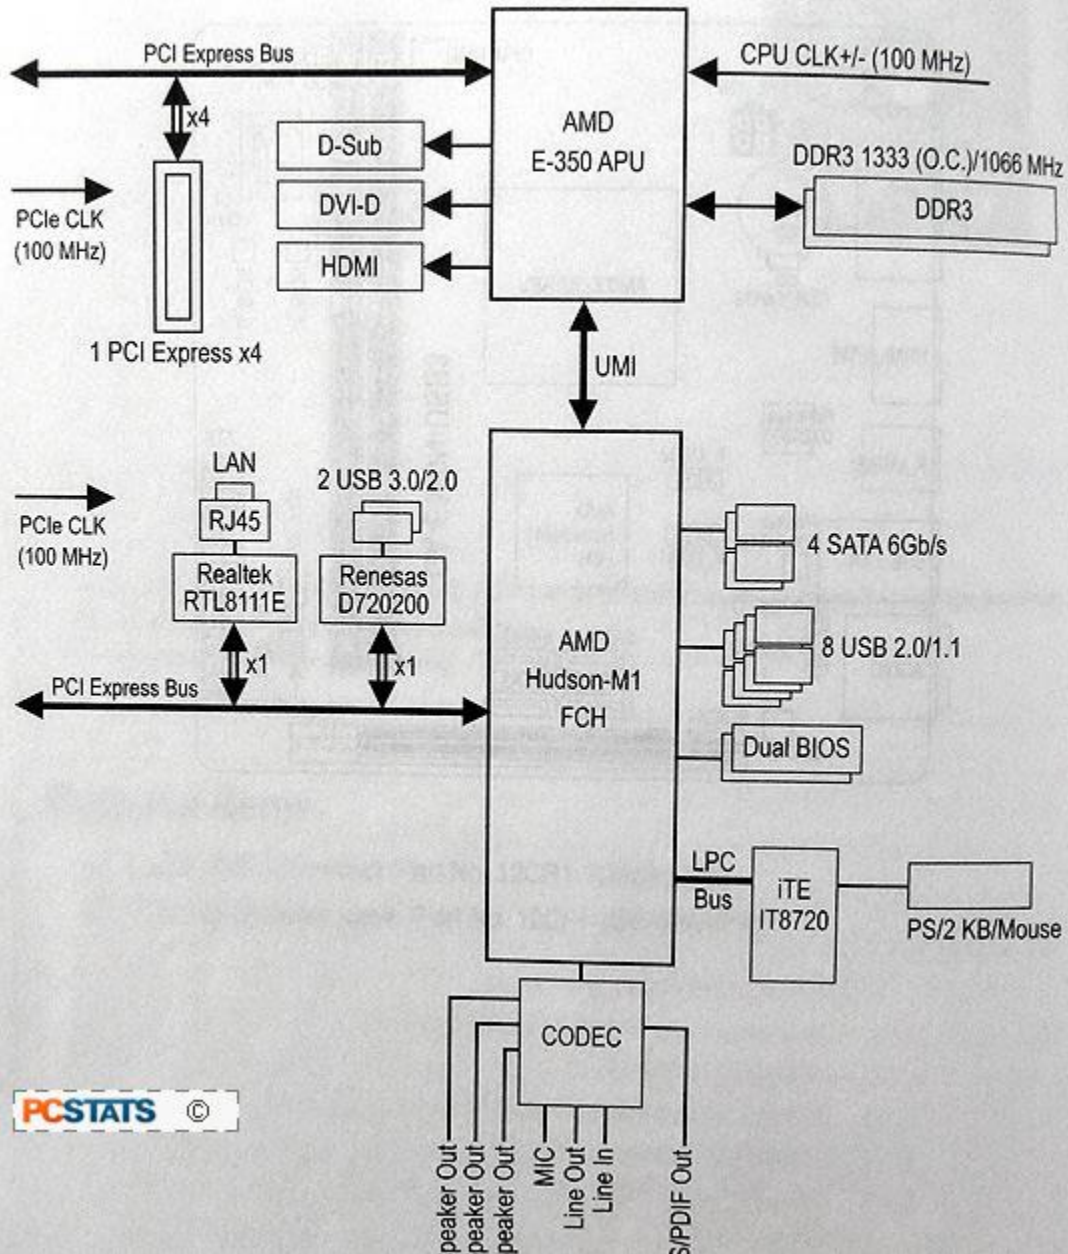 PCI Express Bus
CPU CLK+/- (100 MHz)
x4
AMD
E-350 APU
D-Sub
DVI-D
HDMI
DDR3 1333 (O.C.)/1066 MHz
DDR3
PCIe CLK
(100 MHz)
1 PCI Express x4
UMI
LAN
RJ45
Realtek
RTL8111E
2 USB 3.0/2.0
Renesas
D720200
PCIe CLK
(100 MHz)
x1
x1
PCI Express Bus
AMD
Hudson-M1
FCH
4 SATA 6Gb/s
8 USB 2.0/1.1
Dual BIOS
LPC
Bus
iTE
IT8720
PS/2 KB/Mouse
CODEC
peaker Out
peaker Out
peaker Out
MIC
Line Out
Line In
S/PDIF Out
PCSTATS ©